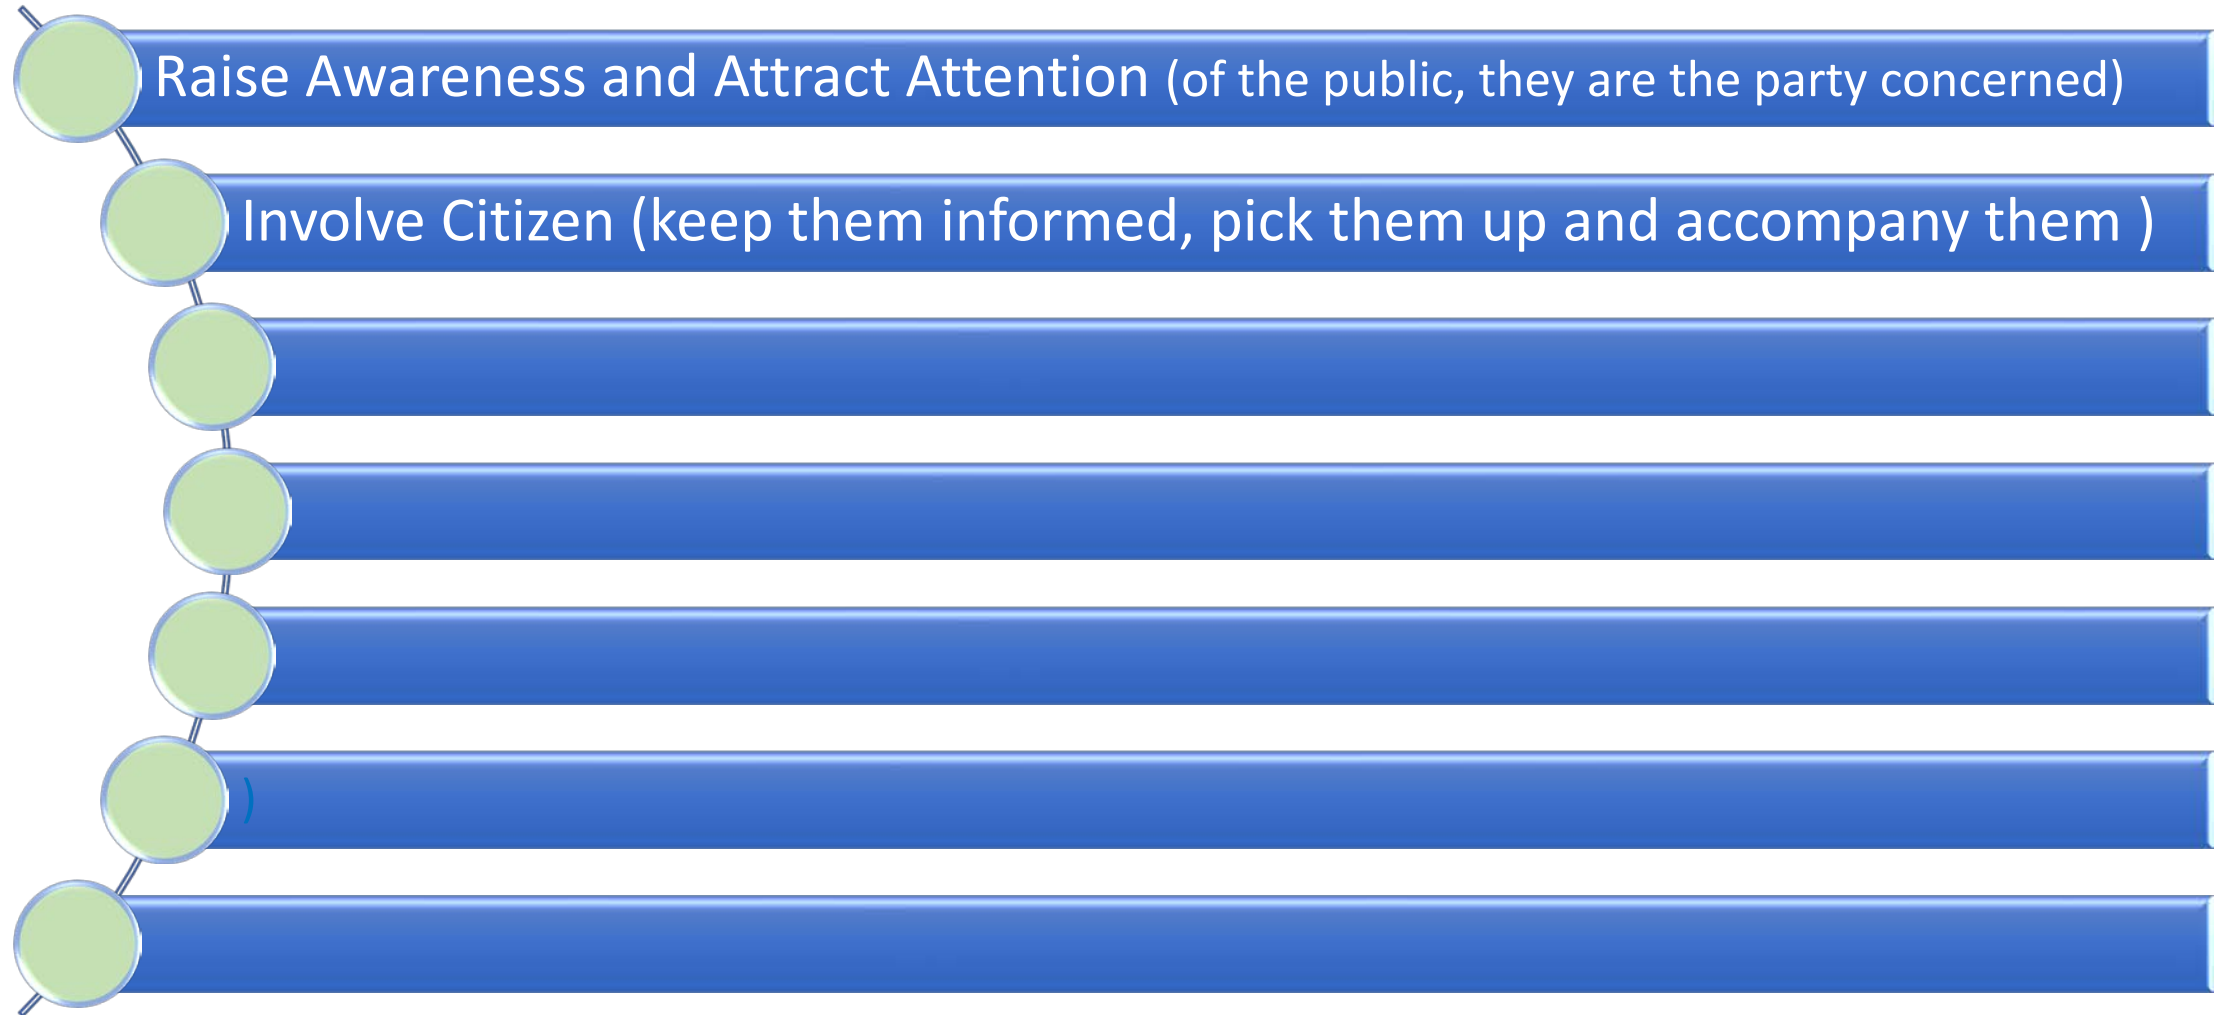 Raise Awareness and Attract Attention (of the public, they are the party concerned)
Involve Citizen (keep them informed, pick them up and accompany them )
)